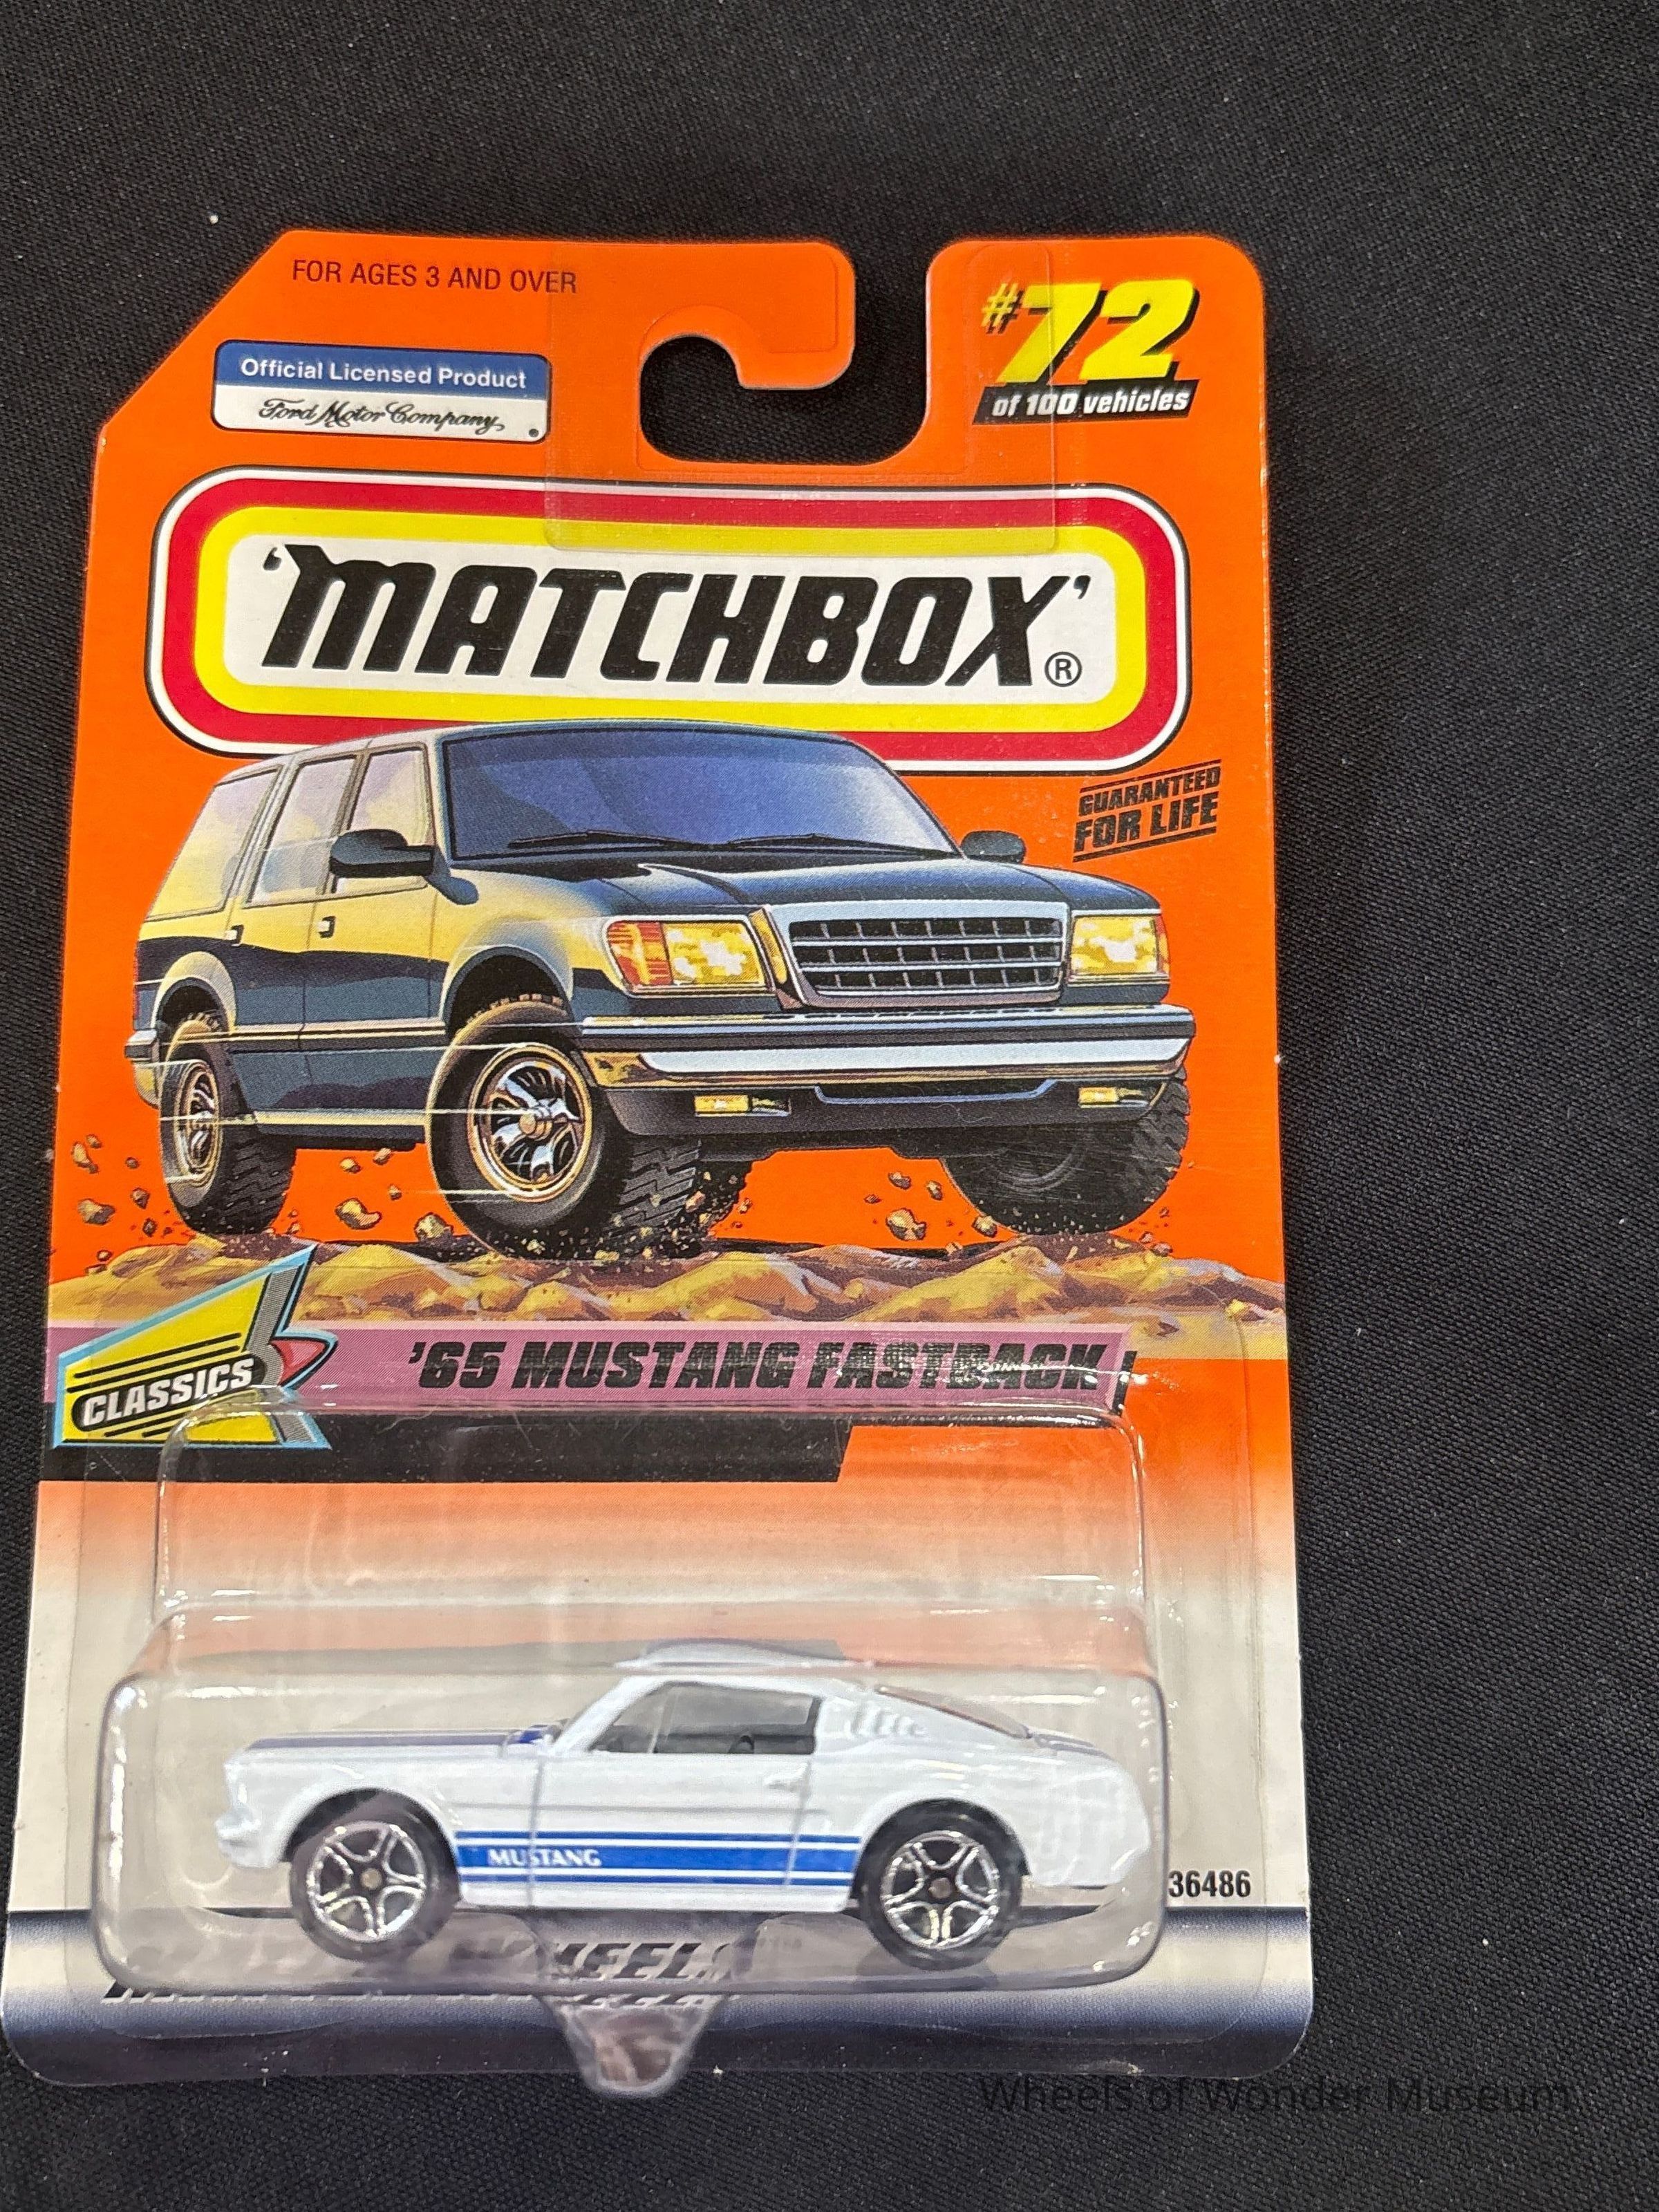 FOR AGES 3 AND OVER
#72
of 100 vehicles
Official Licensed Product
Ford Motor Company
'MATCHBOX'®
GUARANTEED
FOR LIFE
'65 MUSTANG FASTBACK
CLASSICS
MUSTANG
36486
WHEELS
Wheels of Wonder Museum